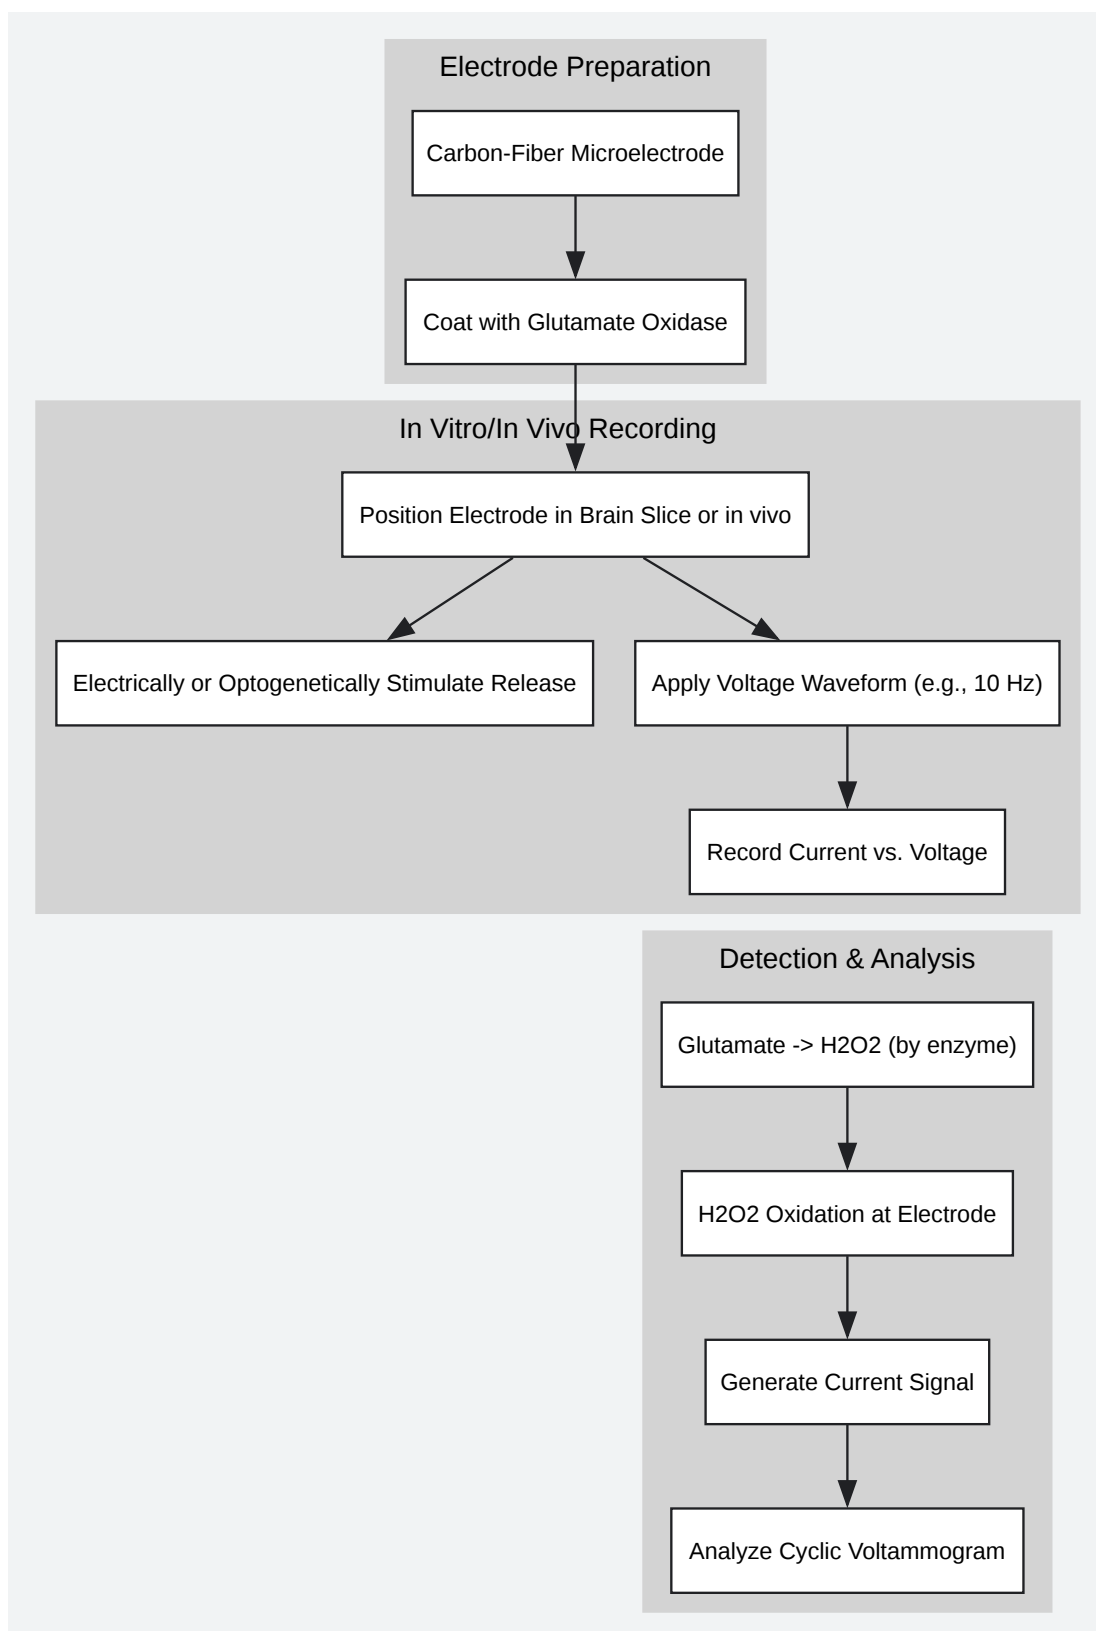 Electrode Preparation
Carbon-Fiber Microelectrode
Coat with Glutamate Oxidase
In Vitro/In Vivo Recording
Position Electrode in Brain Slice or in vivo
Electrically or Optogenetically Stimulate Release
Apply Voltage Waveform (e.g., 10 Hz)
Record Current vs. Voltage
Detection & Analysis
Glutamate -> H2O2 (by enzyme)
H2O2 Oxidation at Electrode
Generate Current Signal
Analyze Cyclic Voltammogram